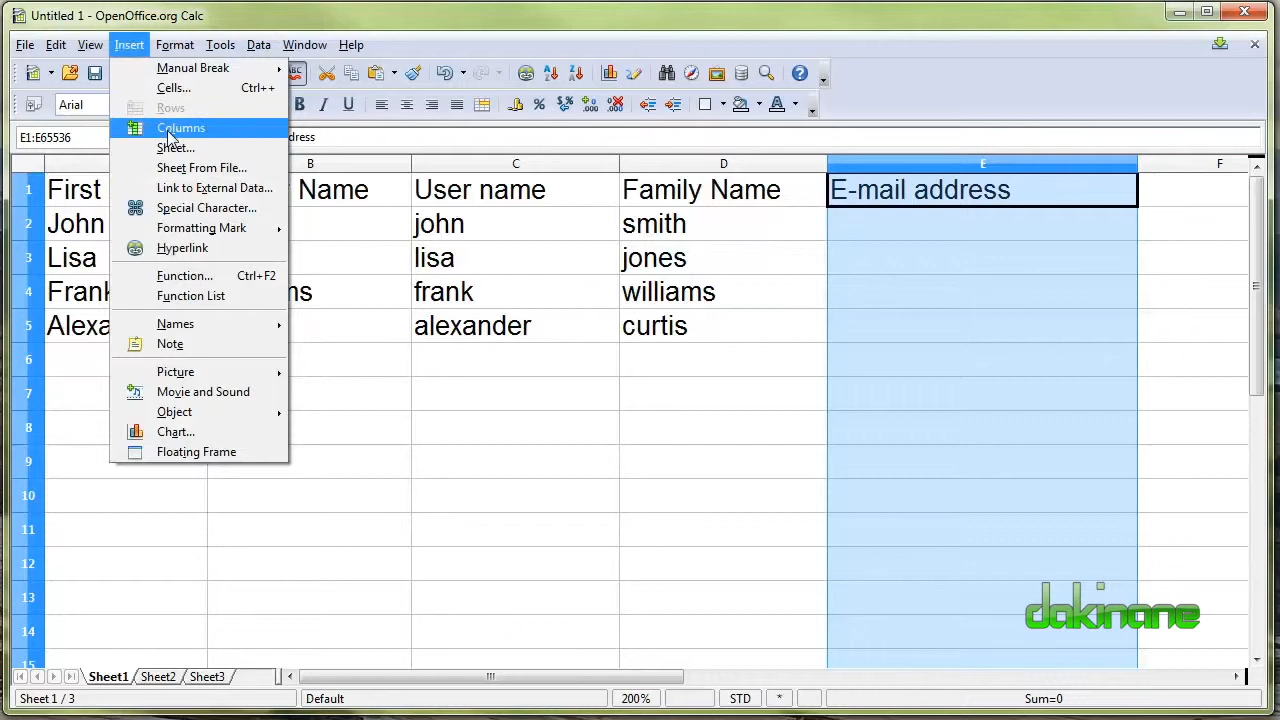 Untitled 1 - OpenOffice.org Calc
File Edit View Insert Format Tools Data Window Help
Manual Break
Cells... Ctrl++
Rows
Columns
Sheet...
Sheet From File...
Link to External Data...
Special Character...
Formatting Mark
Hyperlink
Function... Ctrl+F2
Function List
Names
Note
Picture
Movie and Sound
Object
Chart...
Floating Frame
Arial
E1:E65536 dress
B C D E F
1 First Name User name Family Name E-mail address
2 John john smith
3 Lisa lisa jones
4 Frank ms frank williams
5 Alexa alexander curtis
6
7
8
9
10
11
12
13
14
15
dakinane
Sheet1 Sheet2 Sheet3
Sheet 1 / 3 Default 200% STD * Sum=0